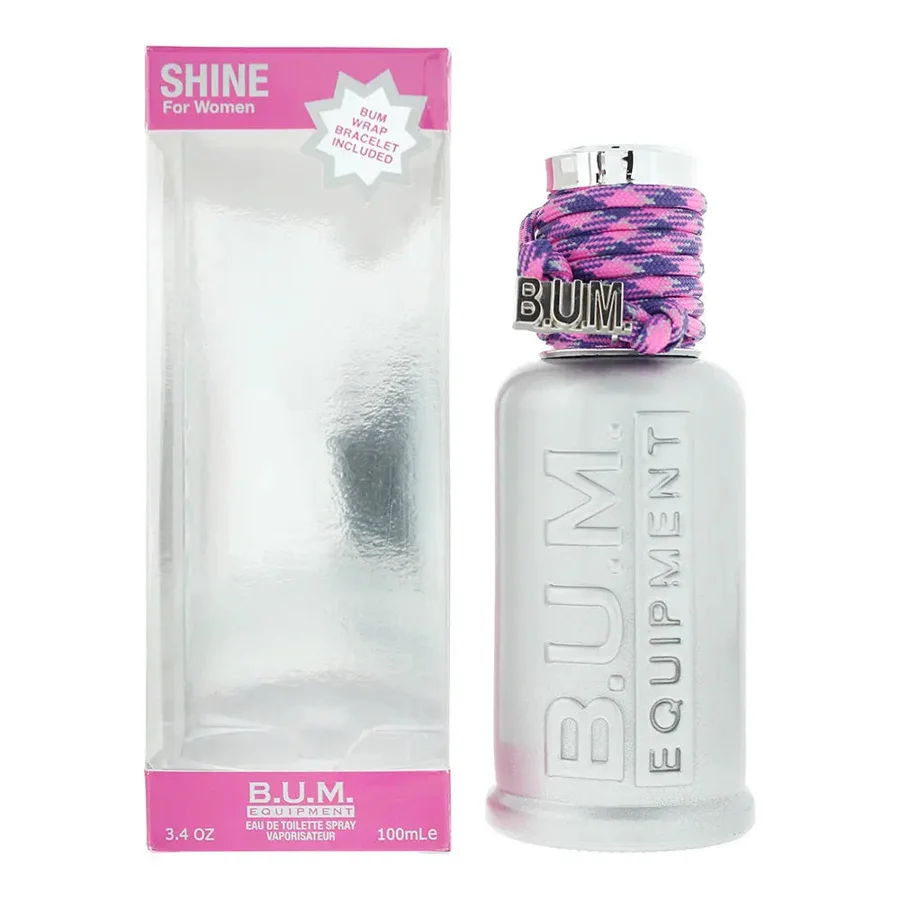 SHINE
For Women
BUM
WRAP
BRACELET
INCLUDED
B.U.M.
EQUIPMENT
EAU DE TOILETTE SPRAY
VAPORISATEUR
3.4 OZ
100mLe
B.U.M.
B.U.M.
EQUIPMENT